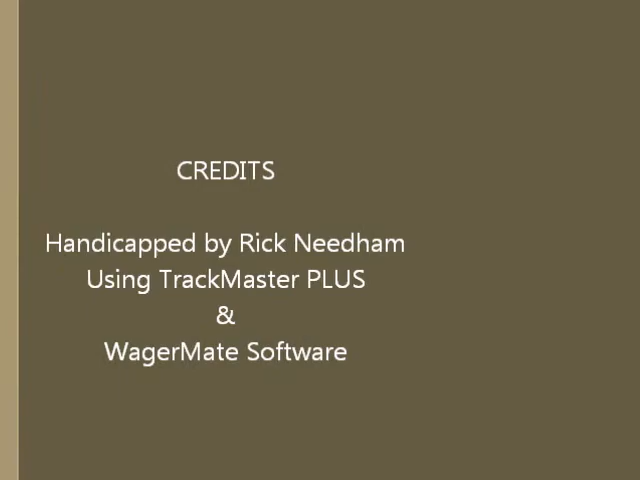 CREDITS
Handicapped by Rick Needham
Using TrackMaster PLUS
&
WagerMate Software